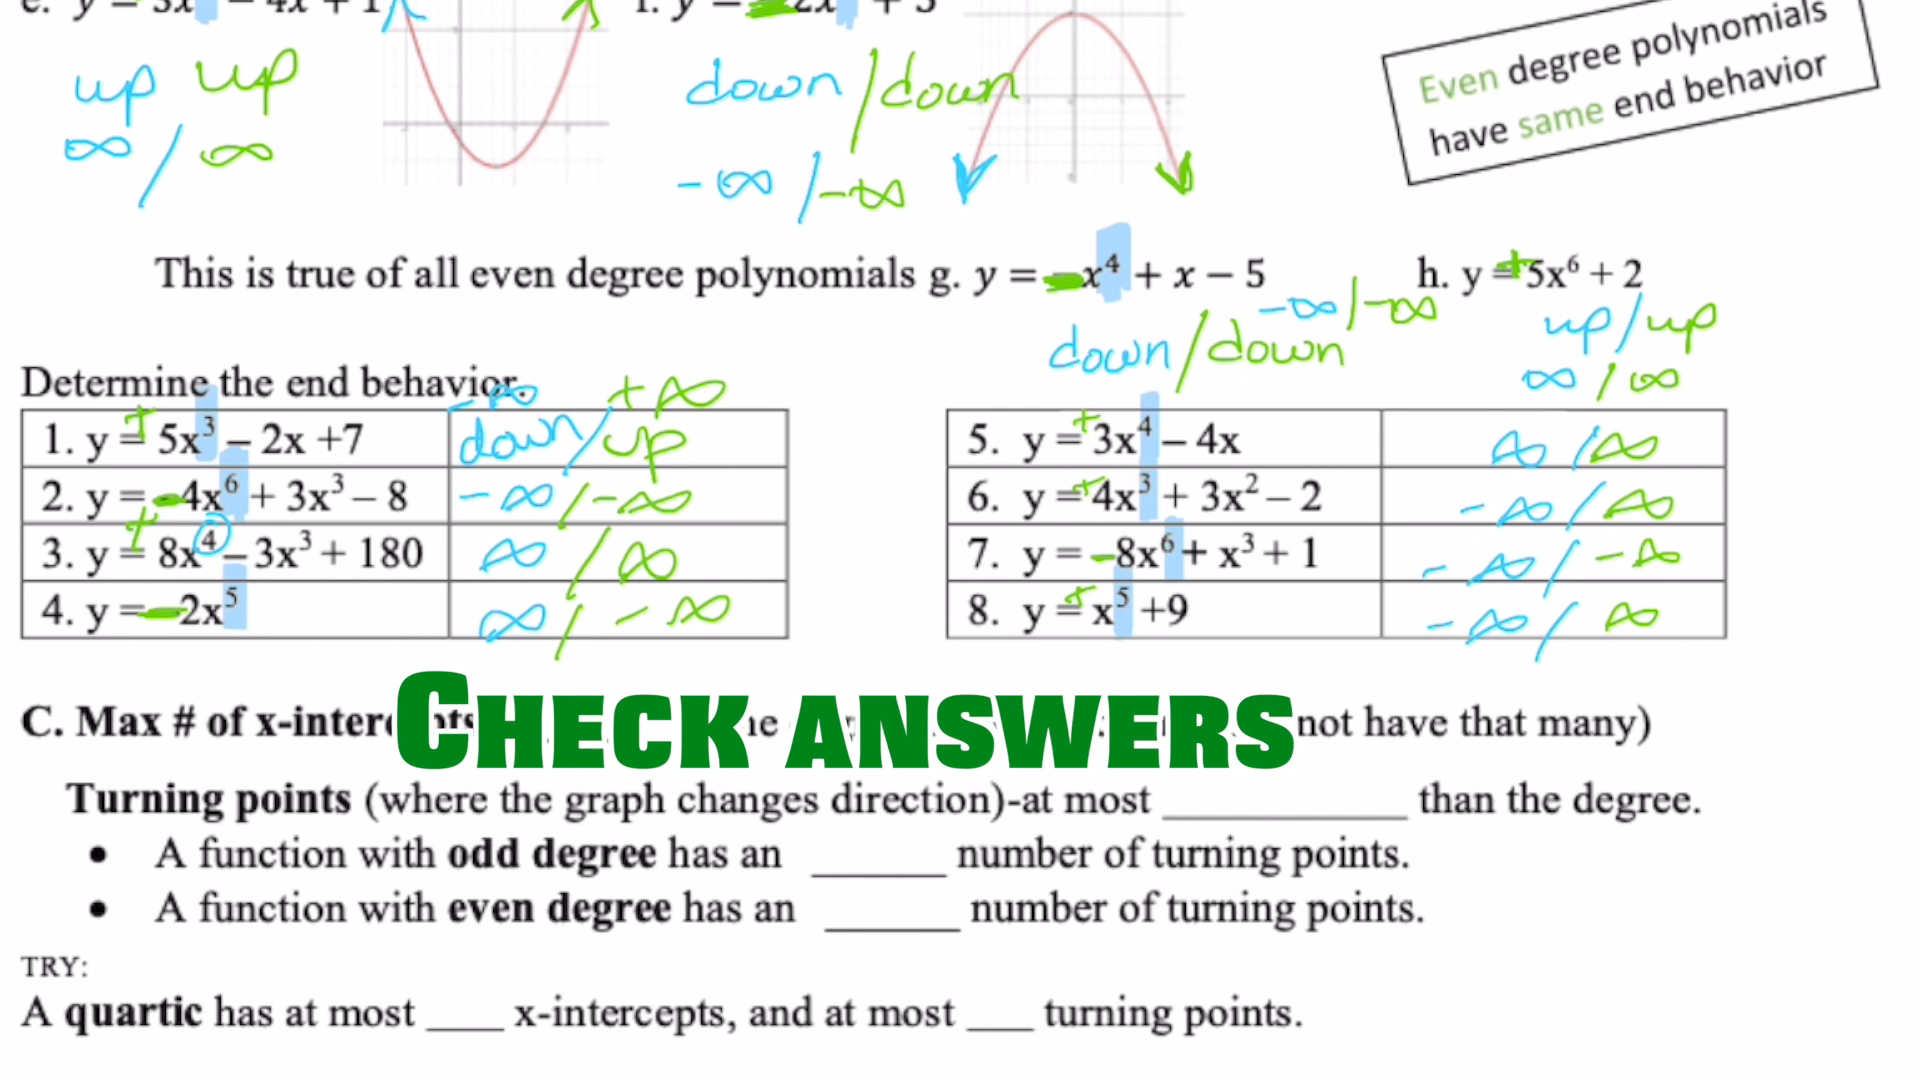 e. y = 3x² – 4x + 1
f. y = –2x + 3
up up
∞ / ∞
down / down
-∞ / -∞
Even degree polynomials
have same end behavior
This is true of all even degree polynomials g. y = –x⁴ + x – 5
h. y = + 5x⁶ + 2
-∞ / -∞
down / down
up / up
∞ / ∞
Determine the end behavior.
-∞ +∞
1. y = + 5x³ – 2x +7 down / up
2. y = –4x⁶ + 3x³ – 8 -∞ / -∞
3. y = + 8x⁴ – 3x³ + 180 ∞ / ∞
4. y = –2x⁵ ∞ / -∞
5. y = + 3x⁴ – 4x ∞ / ∞
6. y = + 4x³ + 3x² – 2 -∞ / ∞
7. y = –8x⁶ + x³ + 1 -∞ / -∞
8. y = + x⁵ +9 -∞ / ∞
CHECK ANSWERS
C. Max # of x-intercepts not have that many)
Turning points (where the graph changes direction)-at most ____________ than the degree.
• A function with odd degree has an _______ number of turning points.
• A function with even degree has an _______ number of turning points.
TRY:
A quartic has at most ____ x-intercepts, and at most ___ turning points.